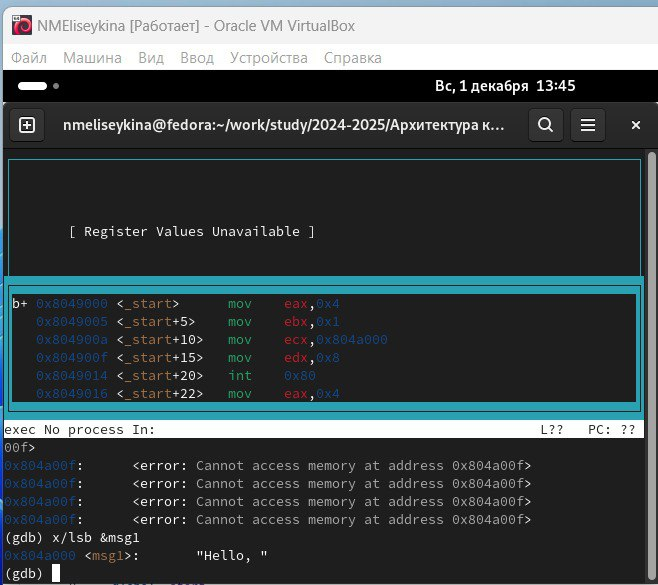 NMEliseykina [Работает] - Oracle VM VirtualBox
Файл Машина Вид Ввод Устройства Справка
Вс, 1 декабря 13:45
nmeliseykina@fedora:~/work/study/2024-2025/Архитектура к...
[ Register Values Unavailable ]
b+ 0x8049000 <_start> mov eax,0x4
0x8049005 <_start+5> mov ebx,0x1
0x804900a <_start+10> mov ecx,0x804a000
0x804900f <_start+15> mov edx,0x8
0x8049014 <_start+20> int 0x80
0x8049016 <_start+22> mov eax,0x4
exec No process In: L?? PC: ??
00f>
0x804a00f: <error: Cannot access memory at address 0x804a00f>
0x804a00f: <error: Cannot access memory at address 0x804a00f>
0x804a00f: <error: Cannot access memory at address 0x804a00f>
0x804a00f: <error: Cannot access memory at address 0x804a00f>
(gdb) x/1sb &msg1
0x804a000 <msg1>: "Hello, "
(gdb)